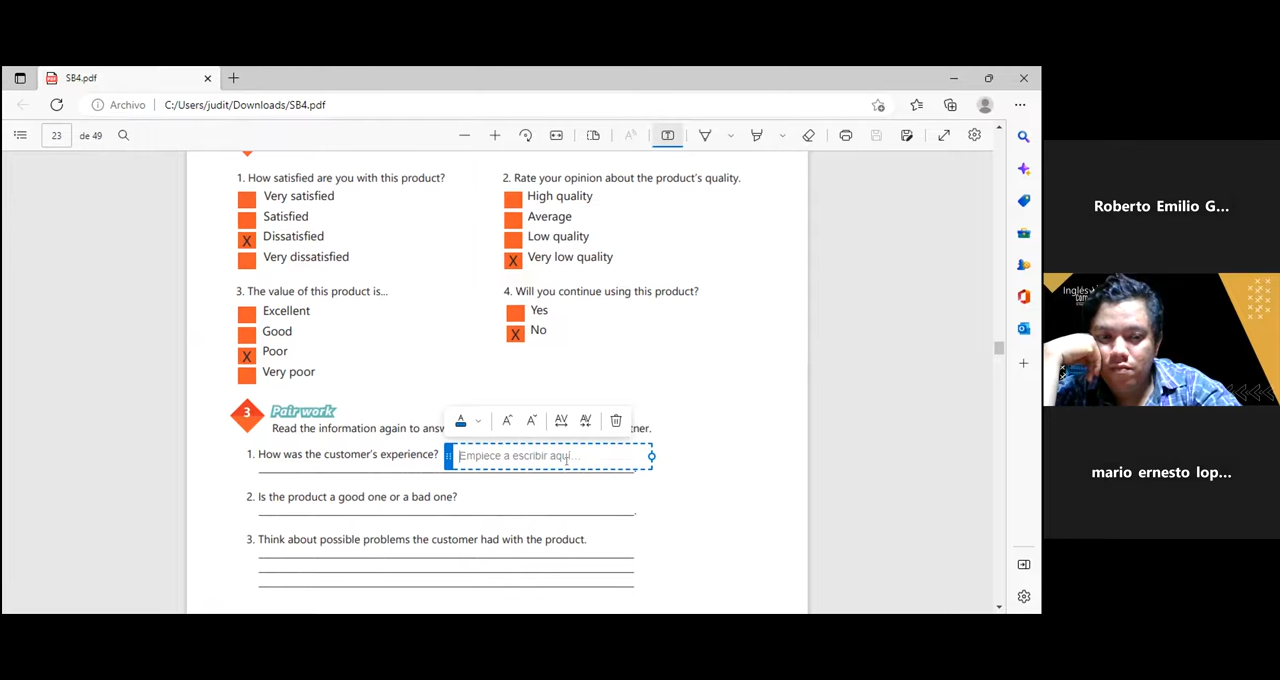 SB4.pdf
Archivo
C:/Users/judit/Downloads/SB4.pdf
23
de 49
1. How satisfied are you with this product?
Very satisfied
Satisfied
X Dissatisfied
Very dissatisfied
2. Rate your opinion about the product's quality.
High quality
Average
Low quality
X Very low quality
3. The value of this product is...
Excellent
Good
X Poor
Very poor
4. Will you continue using this product?
Yes
X No
3 Pair work
Read the information again to answ
tner.
1. How was the customer's experience?
Empiece a escribir aquí...
2. Is the product a good one or a bad one?
3. Think about possible problems the customer had with the product.
Roberto Emilio G...
Inglés
mario ernesto lop...